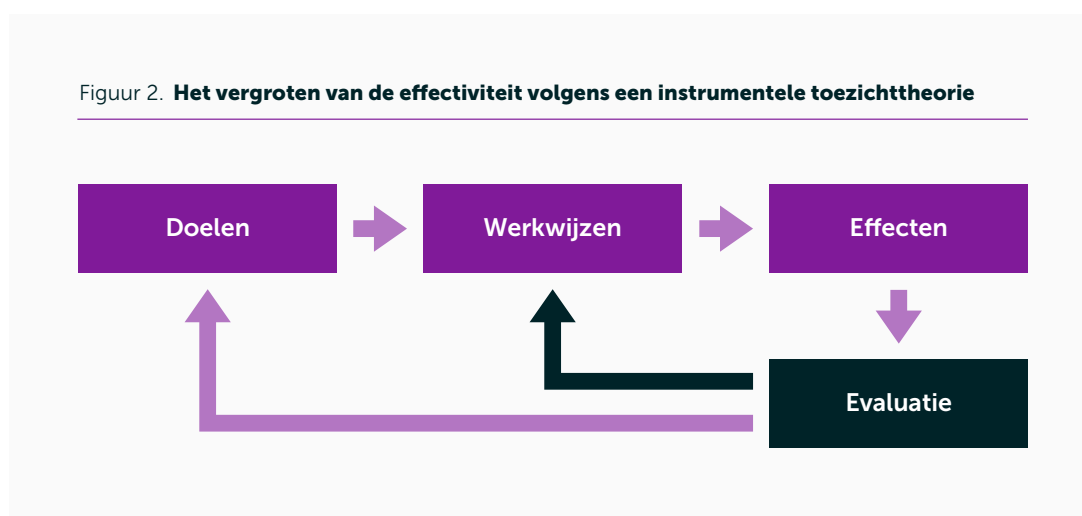 Figuur 2. Het vergroten van de effectiviteit volgens een instrumentele toezichttheorie
Doelen
Werkwijzen
Effecten
Evaluatie